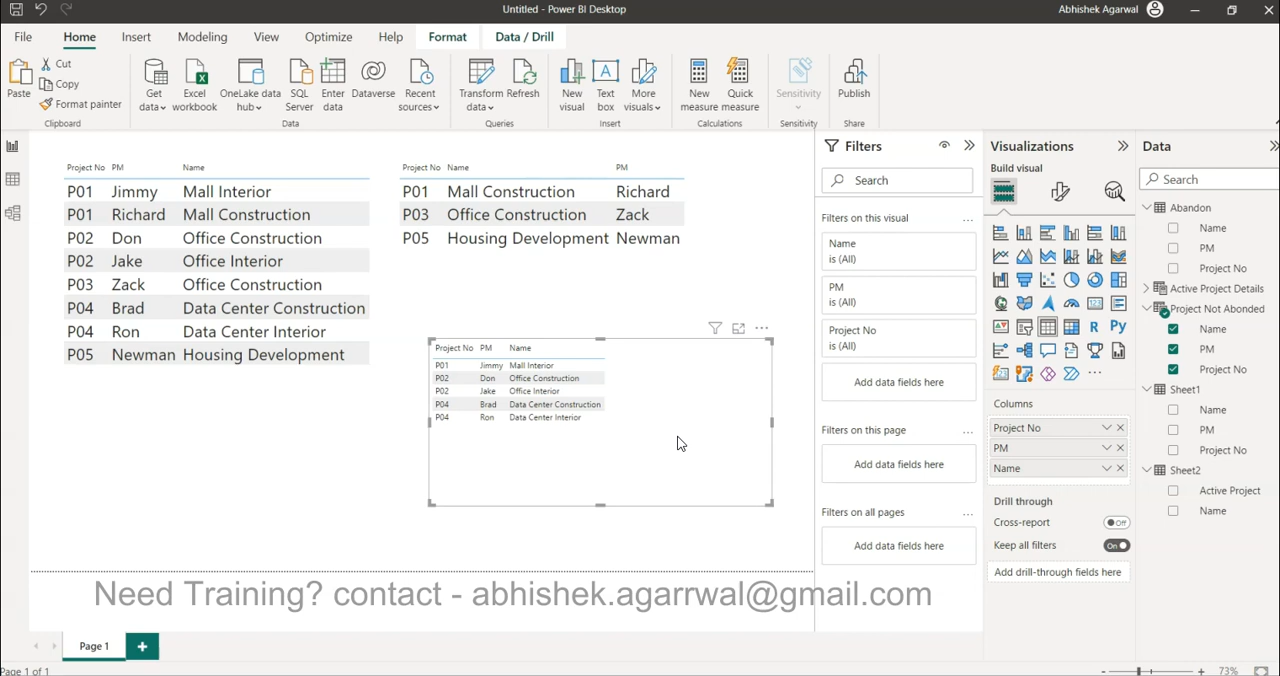 Untitled - Power BI Desktop
Abhishek Agarwal
File Home Insert Modeling View Optimize Help Format Data / Drill
Paste
Cut
Copy
Format painter
Clipboard
Get data
Excel workbook
OneLake data hub
SQL Server
Enter data
Dataverse
Recent sources
Data
Transform data
Refresh
Queries
New visual
Text box
More visuals
Insert
New measure
Quick measure
Calculations
Sensitivity
Sensitivity
Publish
Share
Project No PM Name
P01 Jimmy Mall Interior
P01 Richard Mall Construction
P02 Don Office Construction
P02 Jake Office Interior
P03 Zack Office Construction
P04 Brad Data Center Construction
P04 Ron Data Center Interior
P05 Newman Housing Development
Project No Name PM
P01 Mall Construction Richard
P03 Office Construction Zack
P05 Housing Development Newman
Project No PM Name
P01 Jimmy Mall Interior
P02 Don Office Construction
P02 Jake Office Interior
P04 Brad Data Center Construction
P04 Ron Data Center Interior
Need Training? contact - abhishek.agarrwal@gmail.com
Page 1
Page 1 of 1
73%
Filters
Search
Filters on this visual ...
Name
is (All)
PM
is (All)
Project No
is (All)
Add data fields here
Filters on this page ...
Add data fields here
Filters on all pages ...
Add data fields here
Visualizations
Build visual
R Py
...
Columns
Project No
PM
Name
Drill through
Cross-report Off
Keep all filters On
Add drill-through fields here
Data
Search
Abandon
Name
PM
Project No
Active Project Details
Project Not Abonded
Name
PM
Project No
Sheet1
Name
PM
Project No
Sheet2
Active Project
Name